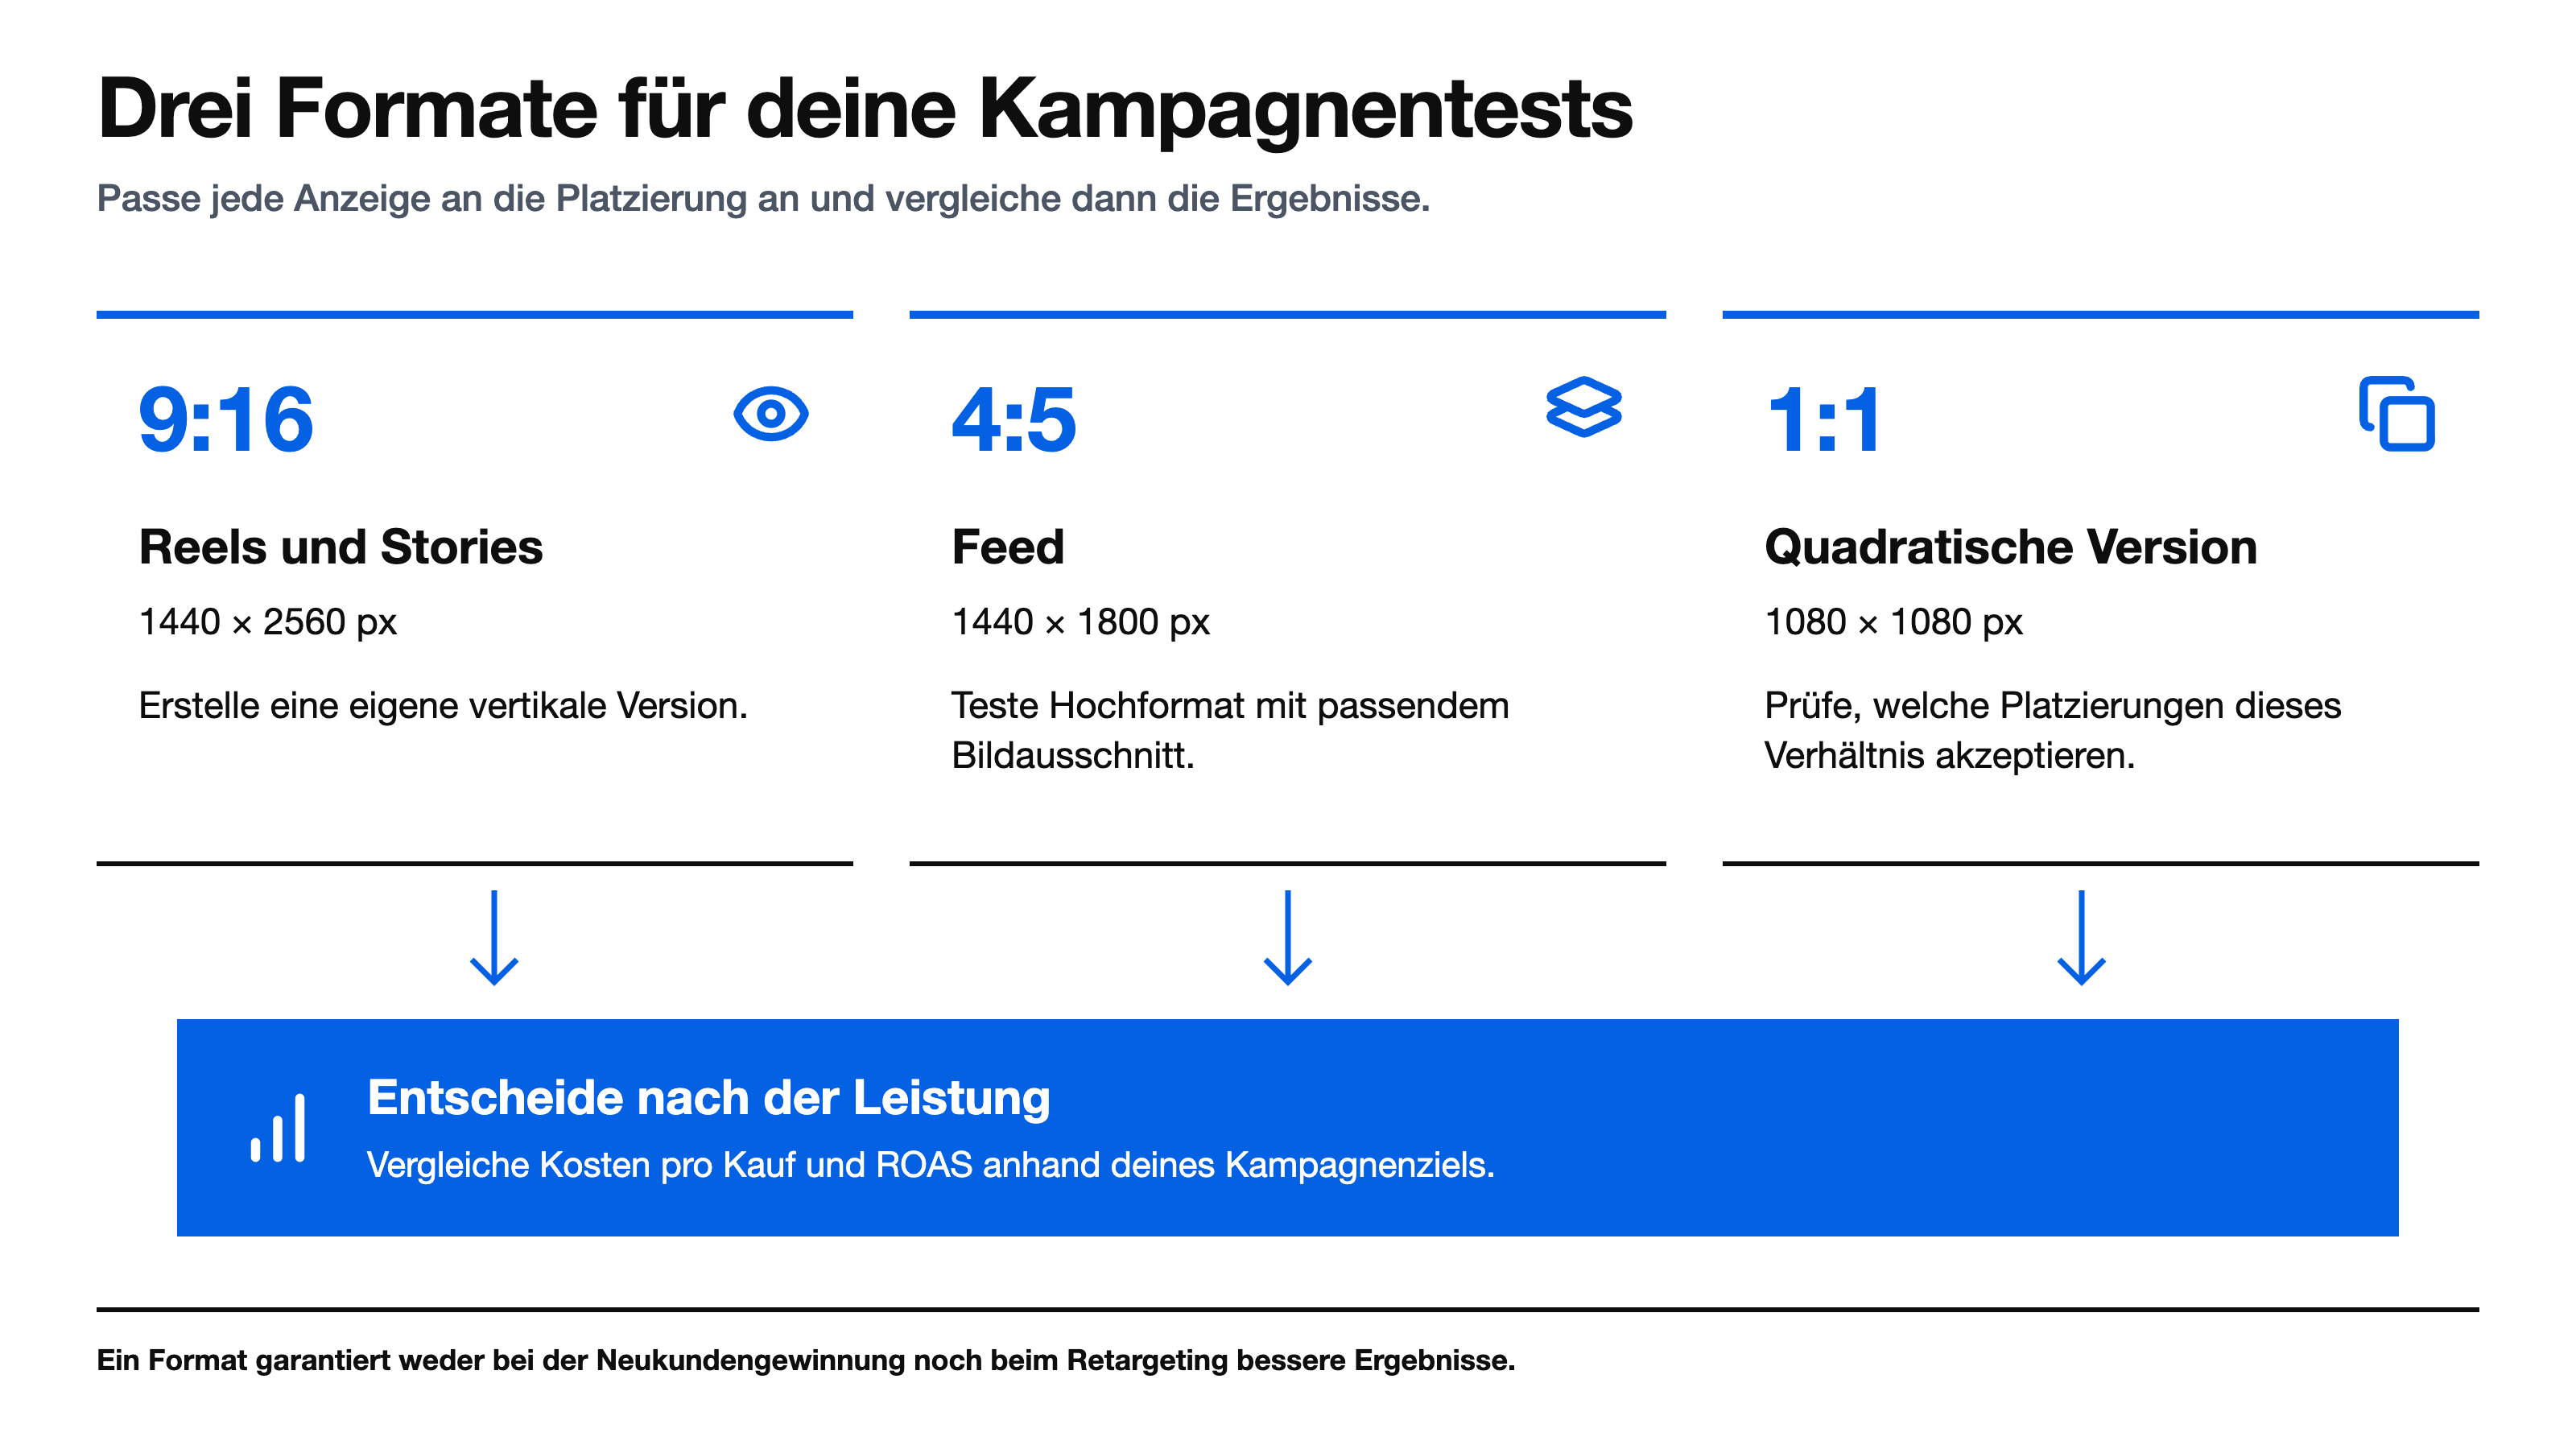 Drei Formate für deine Kampagnentests
Passe jede Anzeige an die Platzierung an und vergleiche dann die Ergebnisse.
9:16
Reels und Stories
1440 × 2560 px
Erstelle eine eigene vertikale Version.
4:5
Feed
1440 × 1800 px
Teste Hochformat mit passendem
Bildausschnitt.
1:1
Quadratische Version
1080 × 1080 px
Prüfe, welche Platzierungen dieses
Verhältnis akzeptieren.
Entscheide nach der Leistung
Vergleiche Kosten pro Kauf und ROAS anhand deines Kampagnenziels.
Ein Format garantiert weder bei der Neukundengewinnung noch beim Retargeting bessere Ergebnisse.